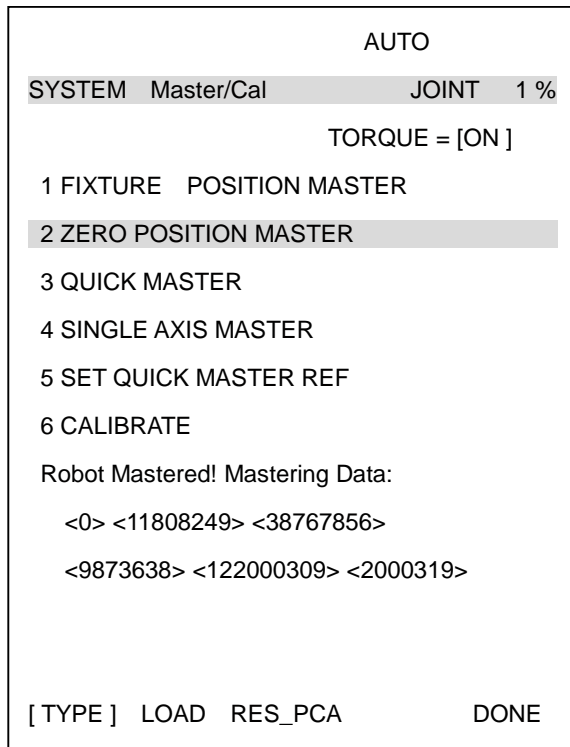 AUTO
SYSTEM Master/Cal JOINT 1 %
TORQUE = [ON ]
1 FIXTURE POSITION MASTER
2 ZERO POSITION MASTER
3 QUICK MASTER
4 SINGLE AXIS MASTER
5 SET QUICK MASTER REF
6 CALIBRATE
Robot Mastered! Mastering Data:
<0> <11808249> <38767856>
<9873638> <122000309> <2000319>
[ TYPE ] LOAD RES_PCA DONE